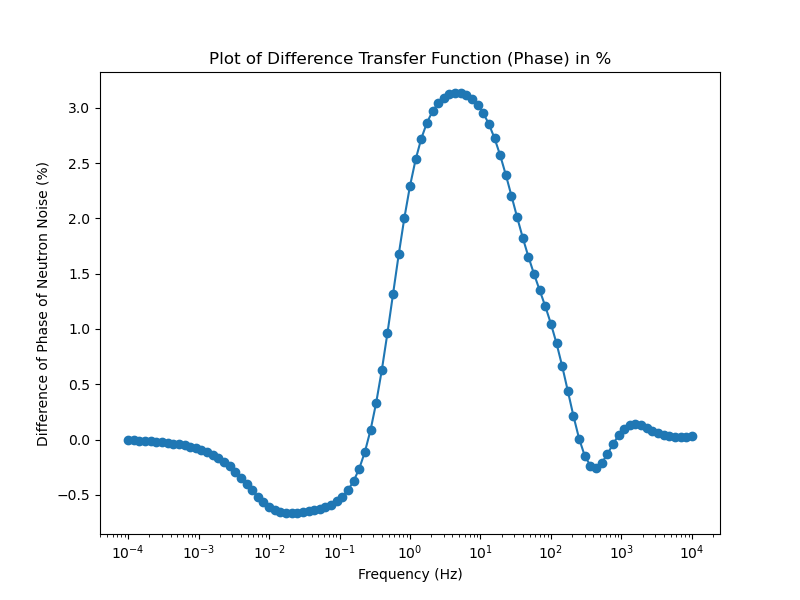 Plot of Difference Transfer Function (Phase) in %
Difference of Phase of Neutron Noise (%)
3.0
2.5
2.0
1.5
1.0
0.5
0.0
−0.5
10⁻⁴ 10⁻³ 10⁻² 10⁻¹ 10⁰ 10¹ 10² 10³ 10⁴
Frequency (Hz)